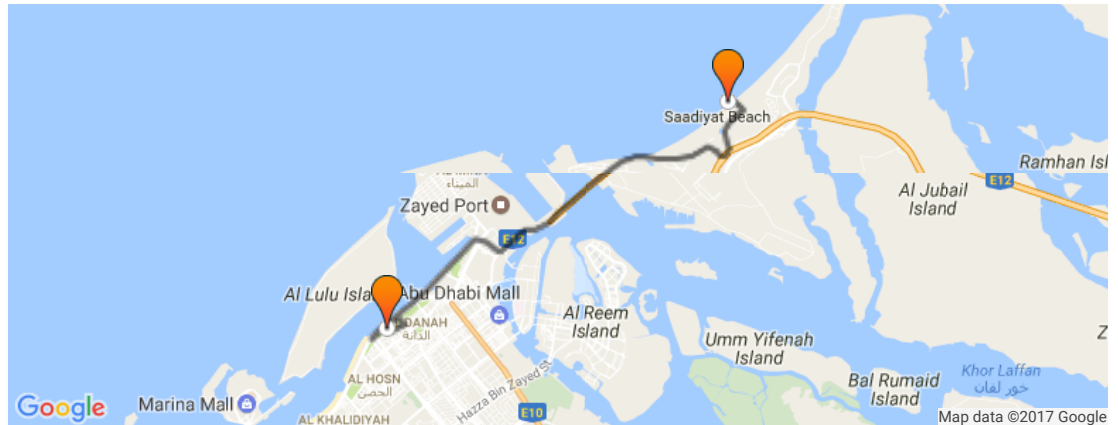 Saadiyat Beach
Ramhan Isl
E12
المیناء
Al Jubail
Island
Zayed Port
E12
Al Lulu Isla
Abu Dhabi Mall
Al Reem
Island
DANAH
الدانة
Umm Yifenah
Island
Z
AL HOSN
الحصن
Hazza Bin Zayed St
Khor Laffan
خور لفان
Bal Rumaid
Island
Google
Marina Mall
E10
AL KHALIDIYAH
Map data ©2017 Google